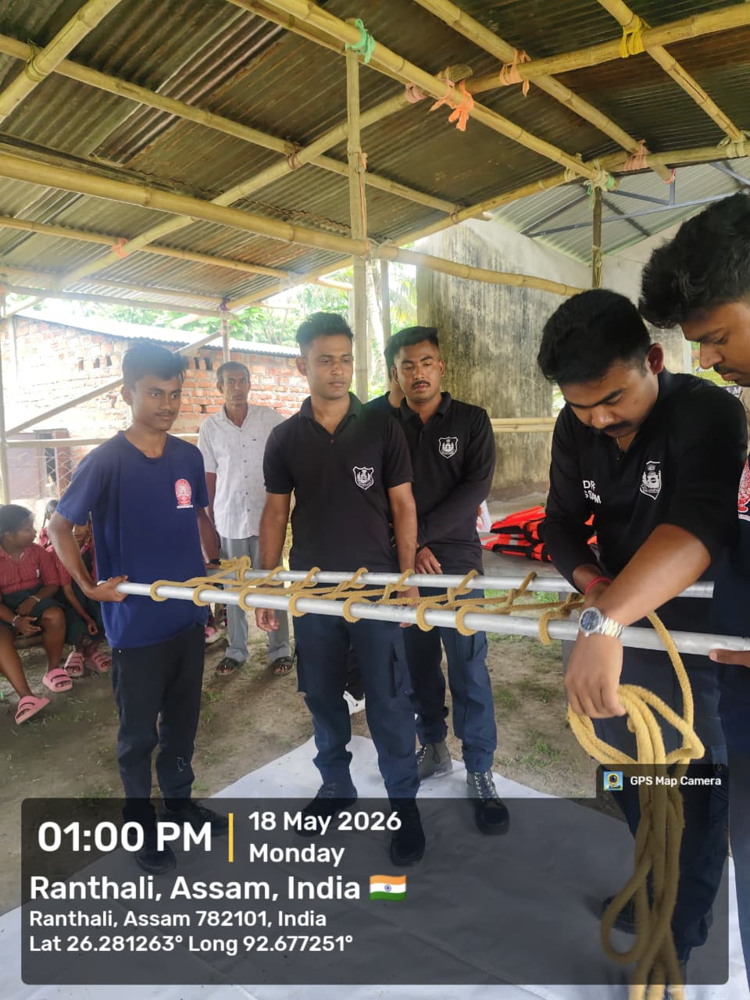 GPS Map Camera
01:00 PM
18 May 2026
Monday
Ranthali, Assam, India
Ranthali, Assam 782101, India
Lat 26.281263° Long 92.677251°